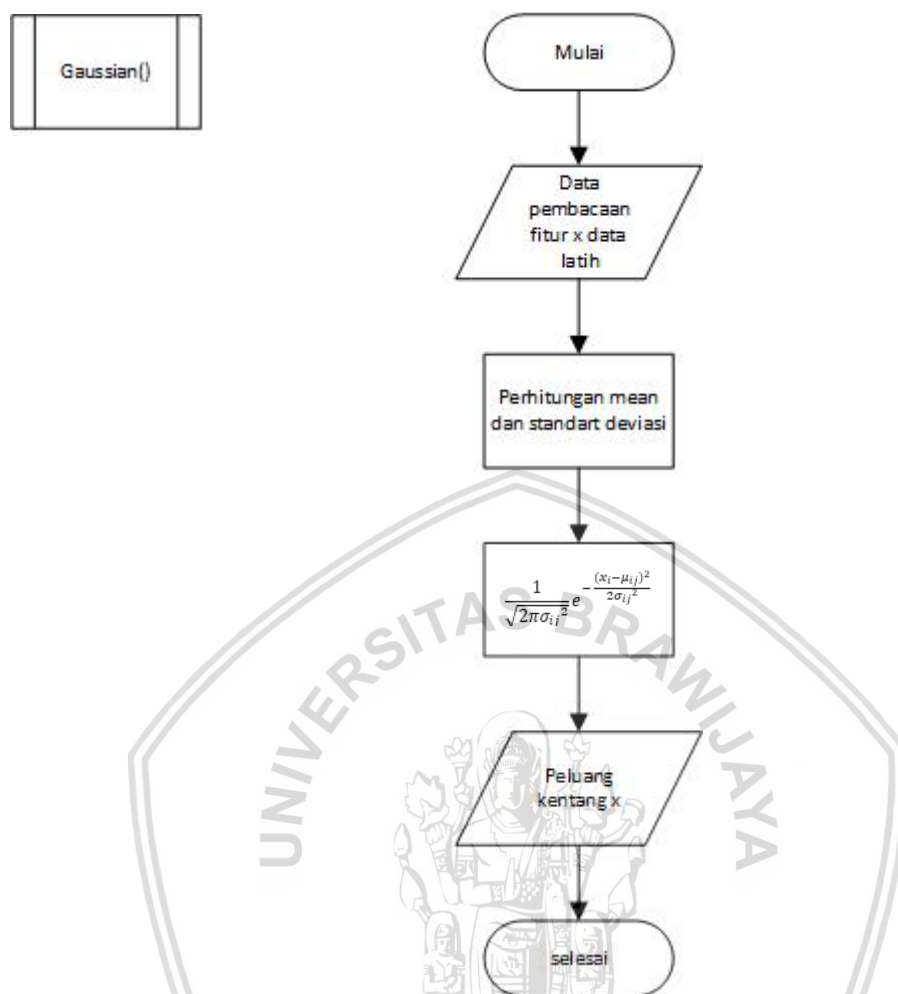 Gaussian()
Mulai
Data
pembacaan
fitur x data
latih
Perhitungan mean
dan standart deviasi
$\frac{1}{\sqrt{2\pi\sigma_{ij}^2}} e^{-\frac{(x_i-\mu_{ij})^2}{2\sigma_{ij}^2}}$
UNIVERSITAS BRAWIJAYA
Peluang
kentang x
selesai